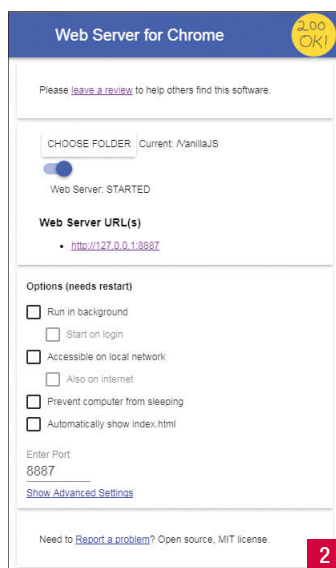 Web Server for Chrome
200
OK!
Please leave a review to help others find this software.
CHOOSE FOLDER Current: /VanillaJS
Web Server: STARTED
Web Server URL(s)
• http://127.0.0.1:8887
Options (needs restart)
Run in background
Start on login
Accessible on local network
Also on internet
Prevent computer from sleeping
Automatically show index.html
Enter Port
8887
Show Advanced Settings
Need to Report a problem? Open source, MIT license.
2